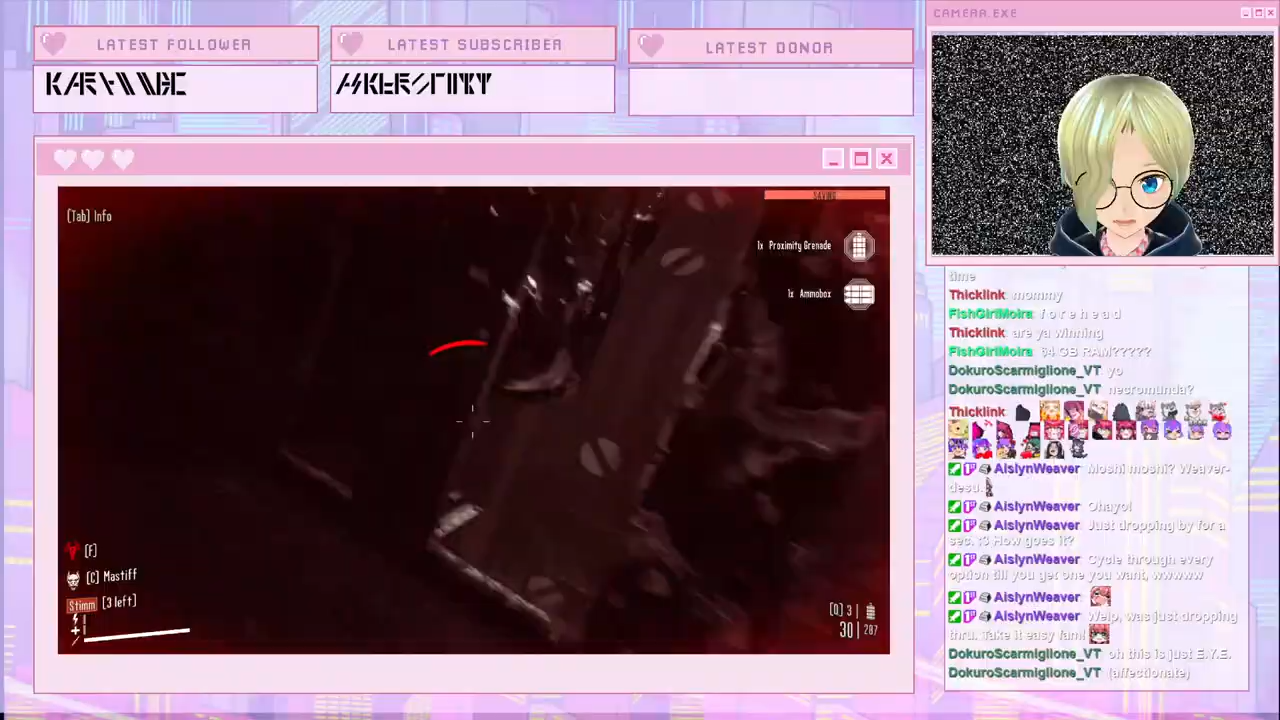 LATEST FOLLOWER
LATEST SUBSCRIBER
LATEST DONOR
CAMERA.EXE
[Tab] Info
SAVING
1x Proximity Grenade
1x Ammobox
[F]
[C] Mastiff
Stimm [3 left]
[Q] 3
30 | 287
time
Thicklink mommy
FishGirlMoira f o r e h e a d
Thicklink are ya winning
FishGirlMoira 64 GB RAM?????
DokuroScarmiglione_VT yo
DokuroScarmiglione_VT necromunda?
Thicklink
AislynWeaver Moshi moshi? Weaver-
desu.
AislynWeaver Ohayo!
AislynWeaver Just dropping by for a
sec. :3 How goes it?
AislynWeaver Cycle through every
option till you get one you want, wwwww
AislynWeaver
AislynWeaver Welp, was just dropping
thru. Take it easy fam!
DokuroScarmiglione_VT oh this is just E.Y.E.
DokuroScarmiglione_VT (affectionate)